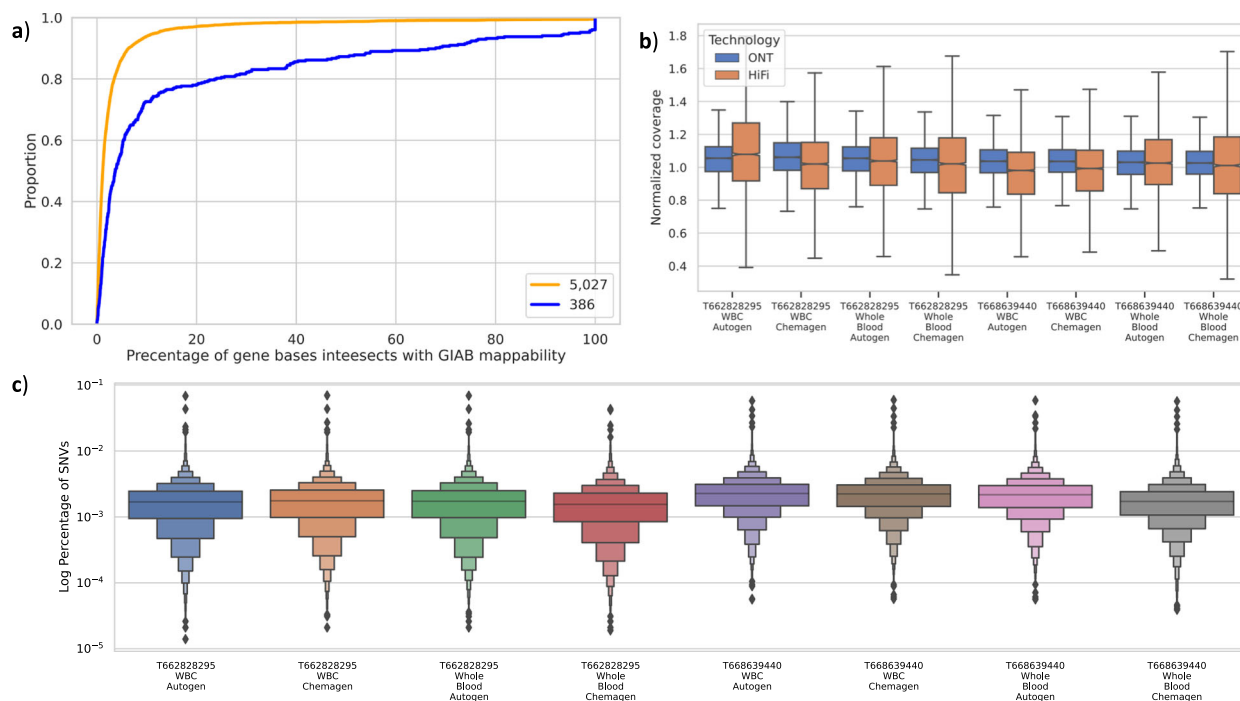 a)
1.0
0.8
0.6
0.4
0.2
0.0
Proportion
0
20
40
60
80
100
Precentage of gene bases inteesects with GIAB mappability
5,027
386
b)
1.8
1.6
1.4
1.2
1.0
0.8
0.6
0.4
Normalized coverage
Technology
ONT
HiFi
T662828295
WBC
Autogen
T662828295
WBC
Chemagen
T662828295
Whole
Blood
Autogen
T662828295
Whole
Blood
Chemagen
T668639440
WBC
Autogen
T668639440
WBC
Chemagen
T668639440
Whole
Blood
Autogen
T668639440
Whole
Blood
Chemagen
c)
10⁻¹
10⁻²
10⁻³
10⁻⁴
10⁻⁵
Log Percentage of SNVs
T662828295
WBC
Autogen
T662828295
WBC
Chemagen
T662828295
Whole
Blood
Autogen
T662828295
Whole
Blood
Chemagen
T668639440
WBC
Autogen
T668639440
WBC
Chemagen
T668639440
Whole
Blood
Autogen
T668639440
Whole
Blood
Chemagen